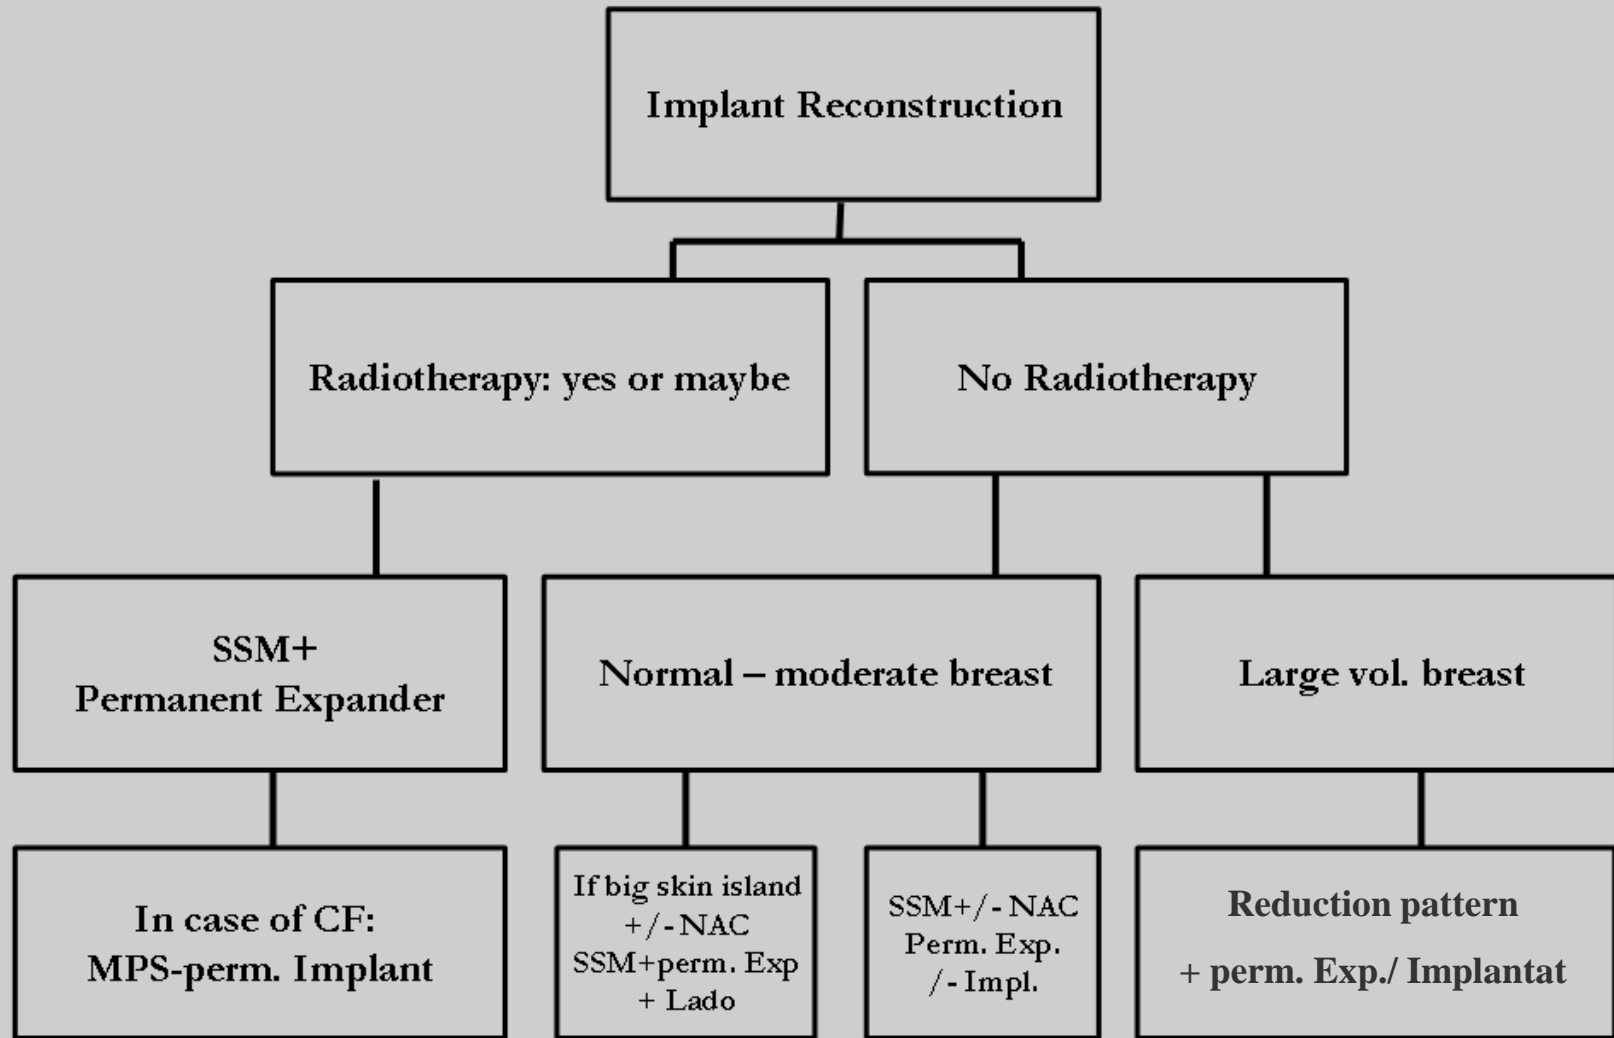 Implant Reconstruction
Radiotherapy: yes or maybe
No Radiotherapy
SSM+
Permanent Expander
Normal – moderate breast
Large vol. breast
In case of CF:
MPS-perm. Implant
If big skin island
+/-NAC
SSM+perm. Exp
+ Lado
SSM+/-NAC
Perm. Exp.
/-Impl.
Reduction pattern
+ perm. Exp./ Implantat